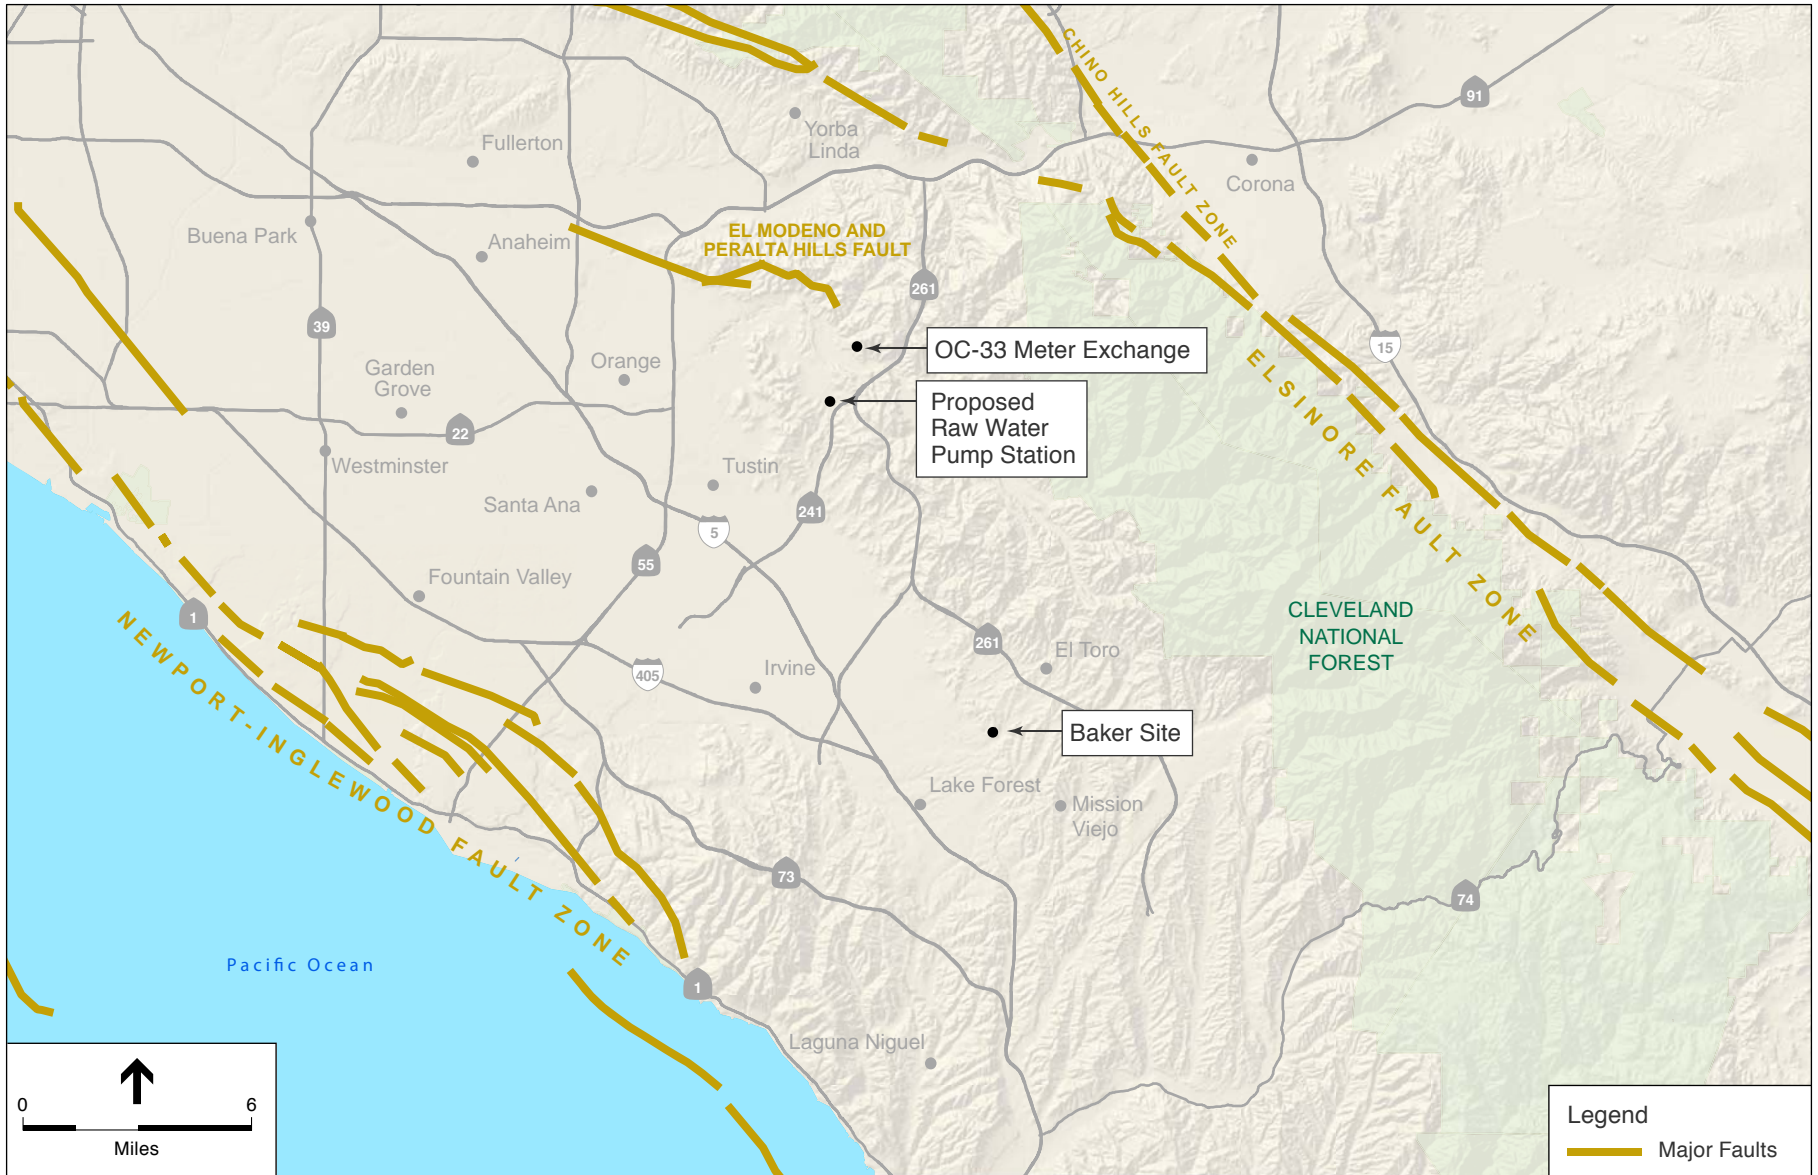 CHINO HILLS FAULT ZONE
91
Fullerton
Yorba
Linda
Corona
Buena Park
Anaheim
EL MODENO AND
PERALTA HILLS FAULT
261
39
OC-33 Meter Exchange
15
Orange
Garden
Grove
Proposed
Raw Water
Pump Station
ELSINORE FAULT ZONE
22
Westminster
Tustin
Santa Ana
241
5
55
Fountain Valley
1
NEWPORT-INGLEWOOD FAULT ZONE
CLEVELAND
NATIONAL
FOREST
261
El Toro
Irvine
405
Baker Site
Lake Forest
Mission
Viejo
73
74
Pacific Ocean
1
Laguna Niguel
0 6
Miles
Legend
Major Faults